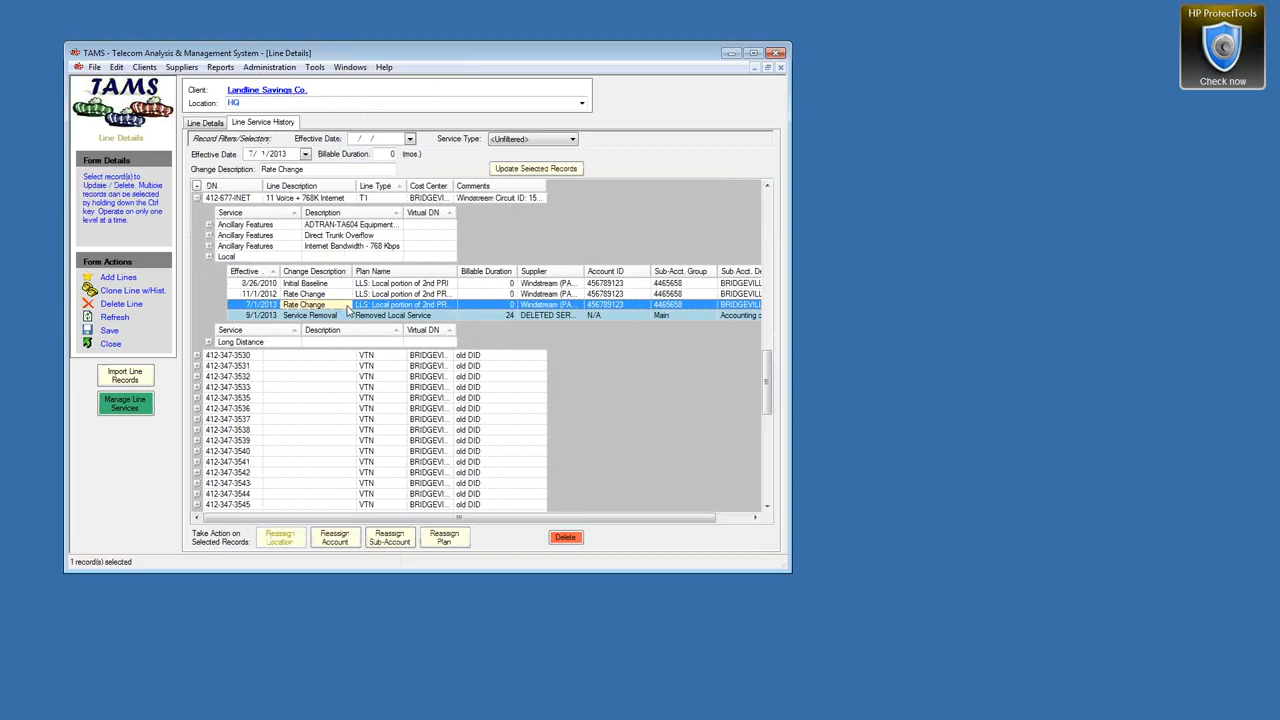 HP ProtectTools
Check now
TAMS - Telecom Analysis & Management System - [Line Details]
File Edit Clients Suppliers Reports Administration Tools Windows Help
TAMS
Line Details
Form Details
Select record(s) to
Update / Delete. Multiple
records can be selected
by holding down the Ctrl
key. Operate on only one
level at a time.
Form Actions
Add Lines
Clone Line w/Hist.
Delete Line
Refresh
Save
Close
Import Line
Records
Manage Line
Services
Client: Landline Savings Co.
Location: HQ
Line Details Line Service History
Record Filters/Selectors: Effective Date: / / Service Type: <Unfiltered>
Effective Date 7/ 1/2013 Billable Duration: 0 (mos.)
Change Description: Rate Change Update Selected Records
DN Line Description Line Type Cost Center Comments
412-677-INET 11 Voice + 768K Internet T1 BRIDGEVI... Windstream Circuit ID: 15...
Service Description Virtual DN
Ancillary Features ADTRAN-TA604 Equipment...
Ancillary Features Direct Trunk Overflow
Ancillary Features Internet Bandwidth - 768 Kbps
Local
Effective... Change Description Plan Name Billable Duration Supplier Account ID Sub-Acct. Group Sub Acct. De
8/26/2010 Initial Baseline LLS: Local portion of 2nd PRI 0 Windstream (PA... 456789123 4465658 BRIDGEVILL
11/1/2012 Rate Change LLS: Local portion of 2nd PR... 0 Windstream (PA... 456789123 4465658 BRIDGEVILL
7/1/2013 Rate Change LLS: Local portion of 2nd PR... 0 Windstream (PA... 456789123 4465658 BRIDGEVILL
9/1/2013 Service Removal Removed Local Service 24 DELETED SER... N/A Main Accounting c
Service Description Virtual DN
Long Distance
412-347-3530 VTN BRIDGEVI... old DID
412-347-3531 VTN BRIDGEVI... old DID
412-347-3532 VTN BRIDGEVI... old DID
412-347-3533 VTN BRIDGEVI... old DID
412-347-3535 VTN BRIDGEVI... old DID
412-347-3536 VTN BRIDGEVI... old DID
412-347-3537 VTN BRIDGEVI... old DID
412-347-3538 VTN BRIDGEVI... old DID
412-347-3539 VTN BRIDGEVI... old DID
412-347-3540 VTN BRIDGEVI... old DID
412-347-3541 VTN BRIDGEVI... old DID
412-347-3542 VTN BRIDGEVI... old DID
412-347-3543 VTN BRIDGEVI... old DID
412-347-3544 VTN BRIDGEVI... old DID
412-347-3545 VTN BRIDGEVI... old DID
Take Action on
Selected Records:
Reassign
Location
Reassign
Account
Reassign
Sub-Account
Reassign
Plan
Delete
1 record(s) selected